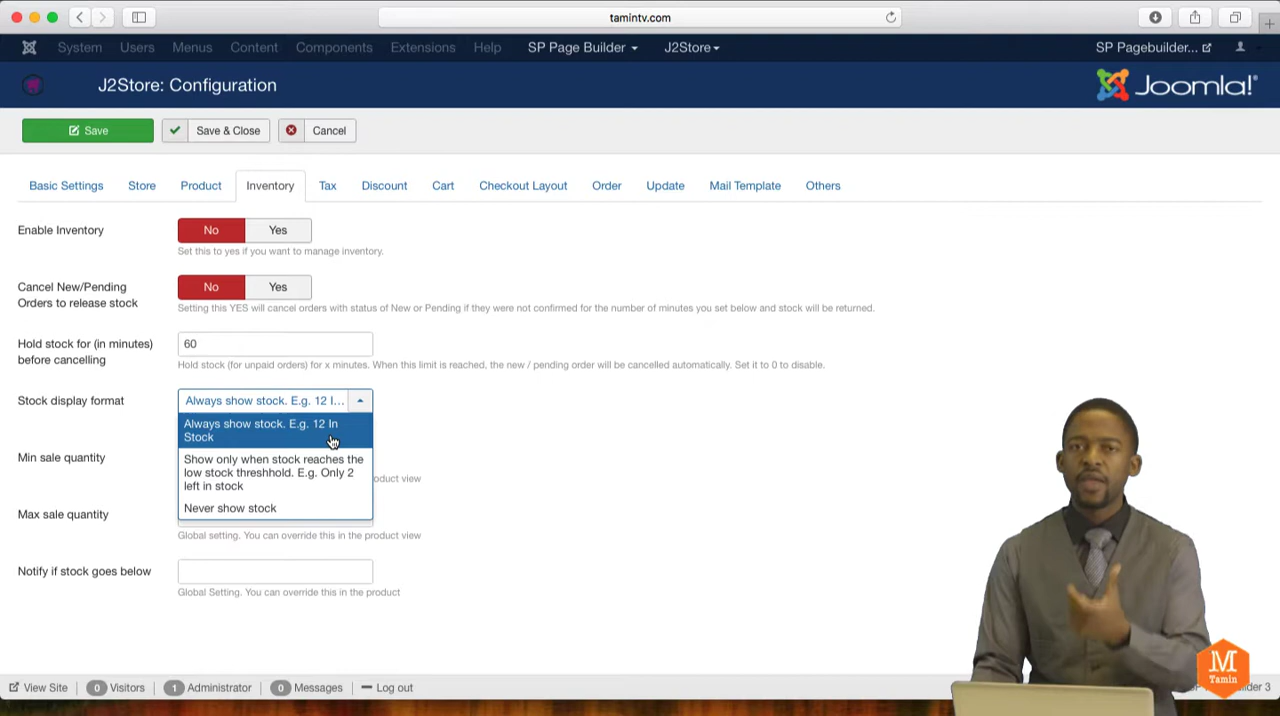 tamintv.com
System Users Menus Content Components Extensions Help SP Page Builder J2Store SP Pagebuilder...
J2Store: Configuration
Joomla!
Save Save & Close Cancel
Basic Settings Store Product Inventory Tax Discount Cart Checkout Layout Order Update Mail Template Others
Enable Inventory No Yes
Set this to yes if you want to manage inventory.
Cancel New/Pending
Orders to release stock
No Yes
Setting this YES will cancel orders with status of New or Pending if they were not confirmed for the number of minutes you set below and stock will be returned.
Hold stock for (in minutes)
before cancelling
60
Hold stock (for unpaid orders) for x minutes. When this limit is reached, the new / pending order will be cancelled automatically. Set it to 0 to disable.
Stock display format Always show stock. E.g. 12 I...
Always show stock. E.g. 12 In
Stock
Show only when stock reaches the
low stock threshhold. E.g. Only 2
left in stock
Never show stock
Min sale quantity
oduct view
Max sale quantity
Global setting. You can override this in the product view
Notify if stock goes below
Global Setting. You can override this in the product
View Site 0 Visitors 1 Administrator 0 Messages Log out
M
Tamin